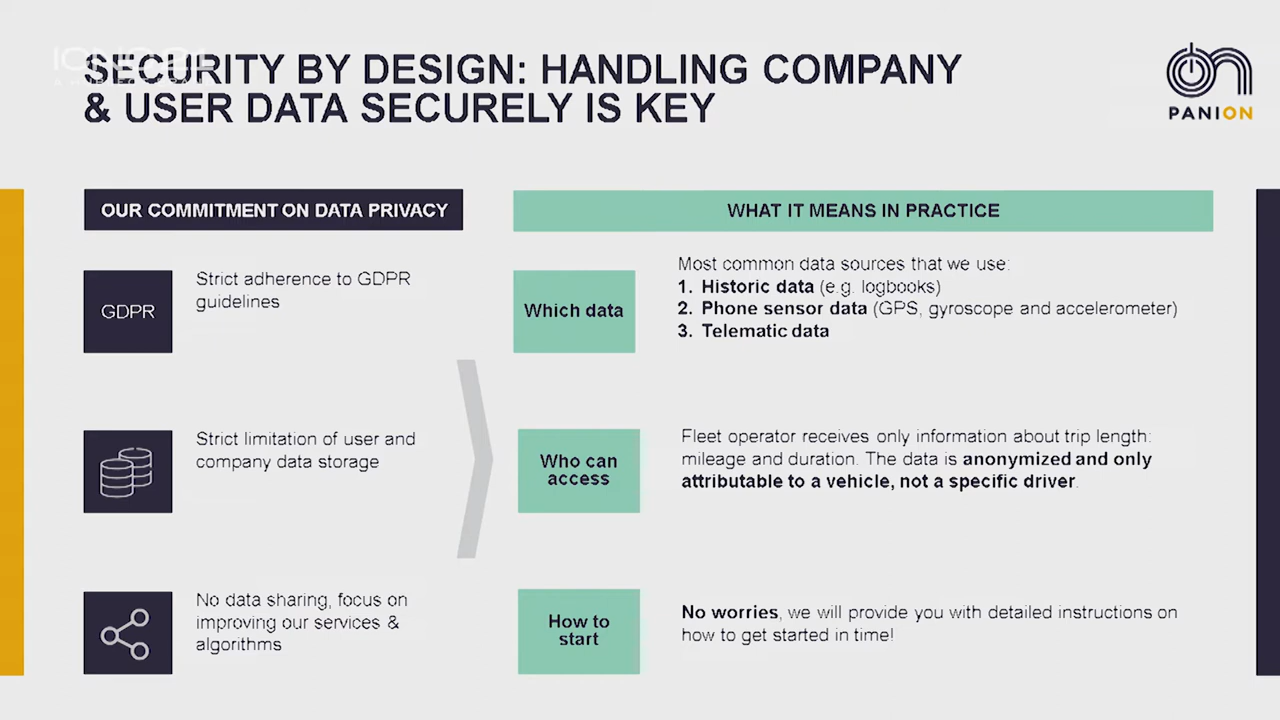 SECURITY BY DESIGN: HANDLING COMPANY
& USER DATA SECURELY IS KEY
PANION
OUR COMMITMENT ON DATA PRIVACY
GDPR
Strict adherence to GDPR
guidelines
Strict limitation of user and
company data storage
No data sharing, focus on
improving our services &
algorithms
WHAT IT MEANS IN PRACTICE
Which data
Most common data sources that we use:
1. Historic data (e.g. logbooks)
2. Phone sensor data (GPS, gyroscope and accelerometer)
3. Telematic data
Who can
access
Fleet operator receives only information about trip length:
mileage and duration. The data is anonymized and only
attributable to a vehicle, not a specific driver.
How to
start
No worries, we will provide you with detailed instructions on
how to get started in time!